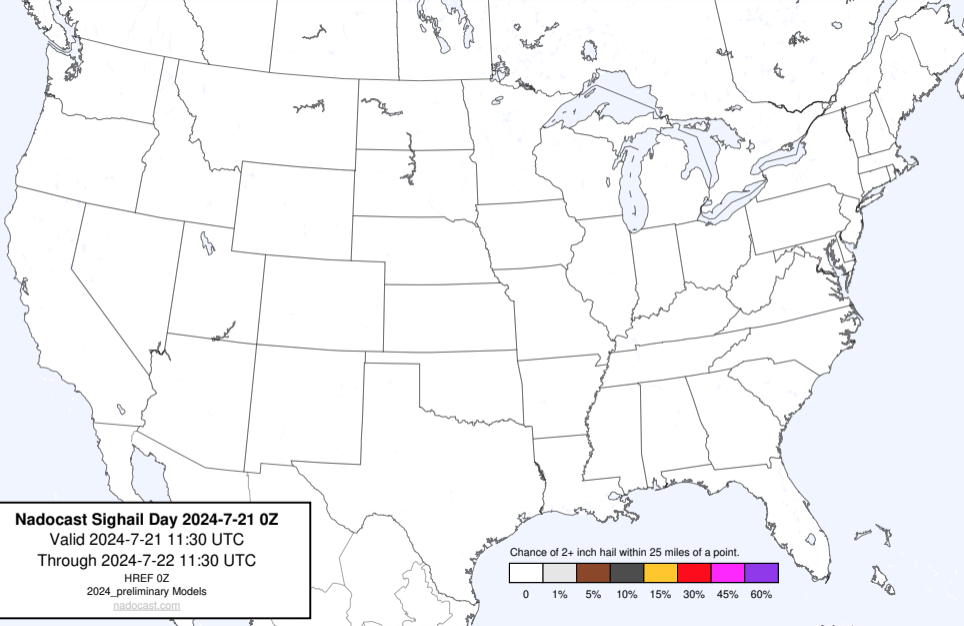 Nadocast Sighail Day 2024-7-21 0Z
Valid 2024-7-21 11:30 UTC
Through 2024-7-22 11:30 UTC
HREF 0Z
2024_preliminary Models
nadocast.com
Chance of 2+ inch hail within 25 miles of a point.
0 1% 5% 10% 15% 30% 45% 60%